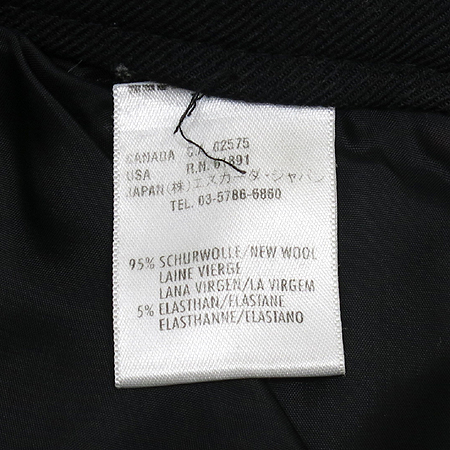 CANADA C.A. 02575
USA R.N. 61891
JAPAN (株)エスカーダ・ジャパン
TEL. 03-5786-6860
95% SCHURWOLLE/NEW WOOL
LAINE VIERGE
LANA VIRGEN/LA VIRGEM
5% ELASTHAN/ELASTANE
ELASTHANNE/ELASTANO